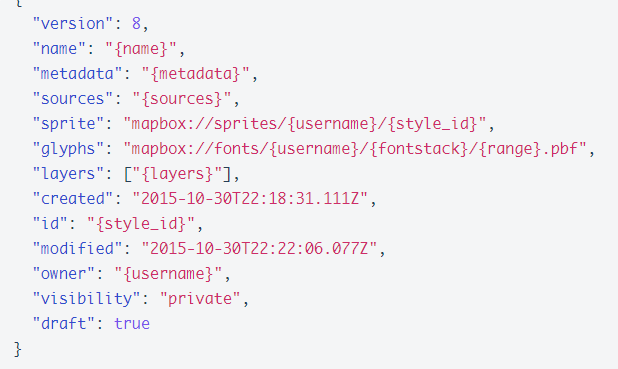 {
"version": 8,
"name": "{name}",
"metadata": "{metadata}",
"sources": "{sources}",
"sprite": "mapbox://sprites/{username}/{style_id}",
"glyphs": "mapbox://fonts/{username}/{fontstack}/{range}.pbf",
"layers": ["{layers}"],
"created": "2015-10-30T22:18:31.111Z",
"id": "{style_id}",
"modified": "2015-10-30T22:22:06.077Z",
"owner": "{username}",
"visibility": "private",
"draft": true
}